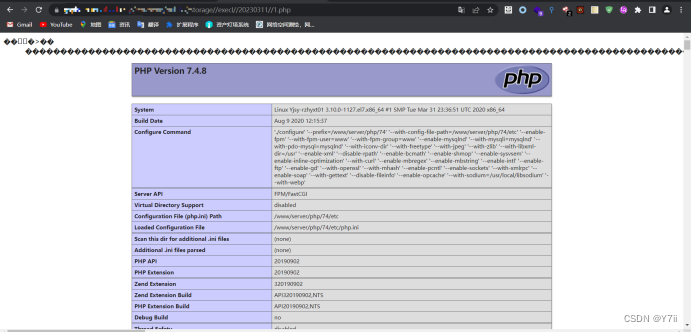 storage//execl//20230311//1.php
Gmail YouTube 地图 资讯 翻译 扩展程序 资产灯塔系统 网络空间测绘，网...
PHP Version 7.4.8
php
System Linux Yjsy-rzhyxt01 3.10.0-1127.el7.x86_64 #1 SMP Tue Mar 31 23:36:51 UTC 2020 x86_64
Build Date Aug 9 2020 12:15:37
Configure Command './configure' '--prefix=/www/server/php/74' '--with-config-file-path=/www/server/php/74/etc' '--enable-
fpm' '--with-fpm-user=www' '--with-fpm-group=www' '--enable-mysqlnd' '--with-mysqli=mysqlnd' '--
with-pdo-mysql=mysqlnd' '--with-iconv-dir' '--with-freetype' '--with-jpeg' '--with-zlib' '--with-libxml-
dir=/usr' '--enable-xml' '--disable-rpath' '--enable-bcmath' '--enable-shmop' '--enable-sysvsem' '--
enable-inline-optimization' '--with-curl' '--enable-mbregex' '--enable-mbstring' '--enable-intl' '--enable-
ftp' '--enable-gd' '--with-openssl' '--with-mhash' '--enable-pcntl' '--enable-sockets' '--with-xmlrpc' '--
enable-soap' '--with-gettext' '--disable-fileinfo' '--enable-opcache' '--with-sodium=/usr/local/libsodium' '-
-with-webp'
Server API FPM/FastCGI
Virtual Directory Support disabled
Configuration File (php.ini) Path /www/server/php/74/etc
Loaded Configuration File /www/server/php/74/etc/php.ini
Scan this dir for additional .ini files (none)
Additional .ini files parsed (none)
PHP API 20190902
PHP Extension 20190902
Zend Extension 320190902
Zend Extension Build API320190902,NTS
PHP Extension Build API20190902,NTS
Debug Build no
Thread Safety disabled
CSDN @Y7ii